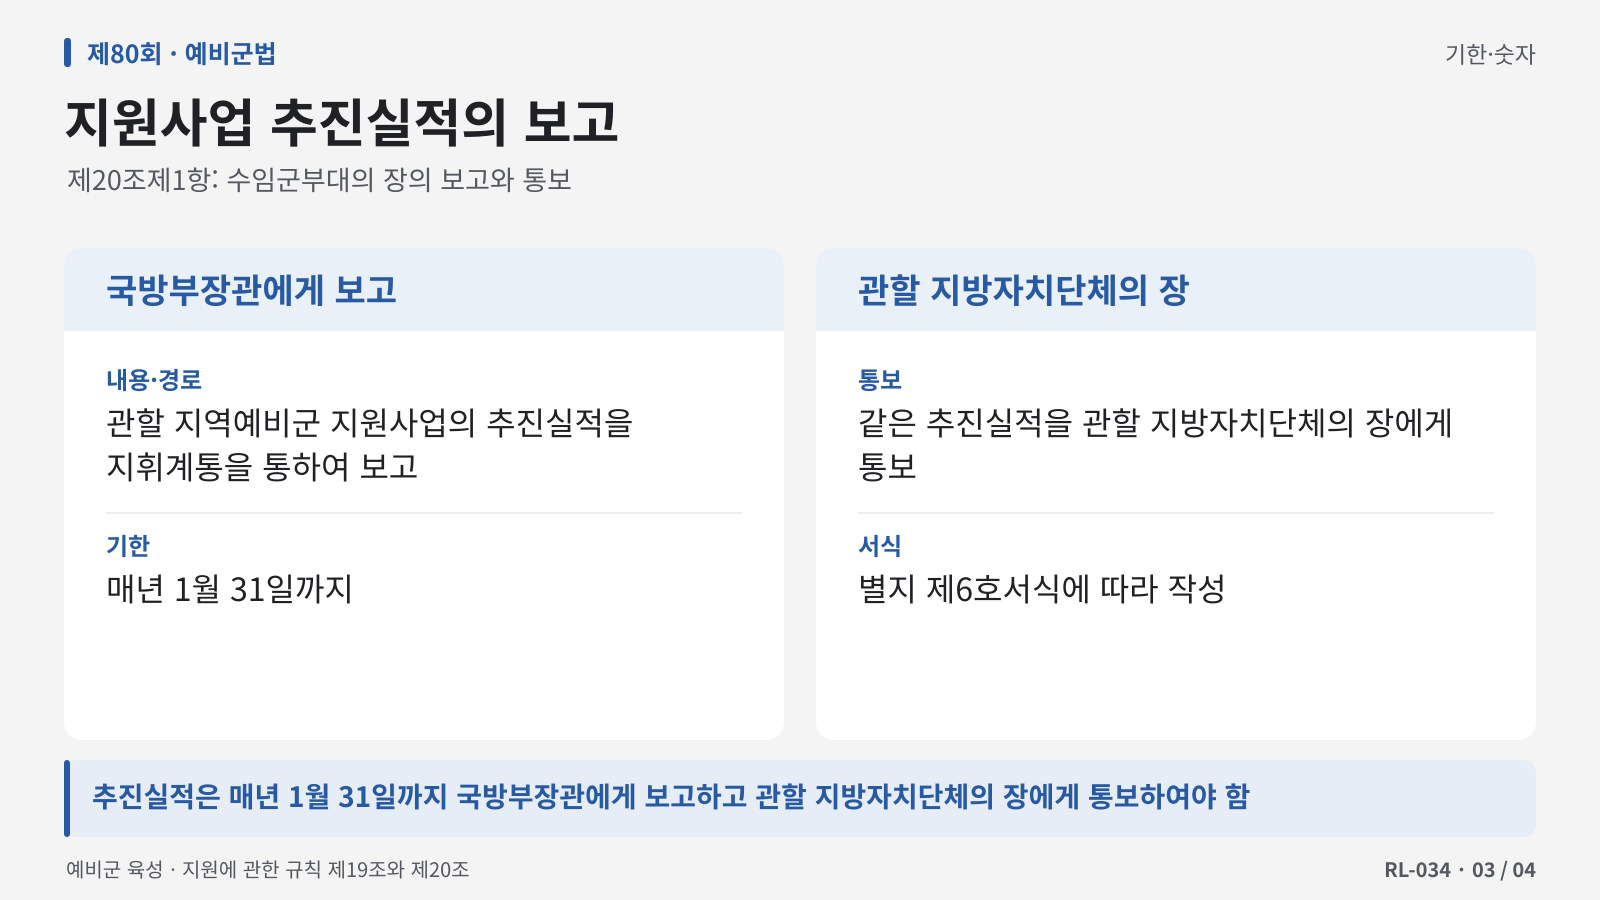 제80회 · 예비군법
기한·숫자
지원사업 추진실적의 보고
제20조제1항: 수임군부대의 장의 보고와 통보
국방부장관에게 보고
내용·경로
관할 지역예비군 지원사업의 추진실적을
지휘계통을 통하여 보고
기한
매년 1월 31일까지
관할 지방자치단체의 장
통보
같은 추진실적을 관할 지방자치단체의 장에게
통보
서식
별지 제6호서식에 따라 작성
추진실적은 매년 1월 31일까지 국방부장관에게 보고하고 관할 지방자치단체의 장에게 통보하여야 함
예비군 육성 · 지원에 관한 규칙 제19조와 제20조
RL-034 · 03 / 04